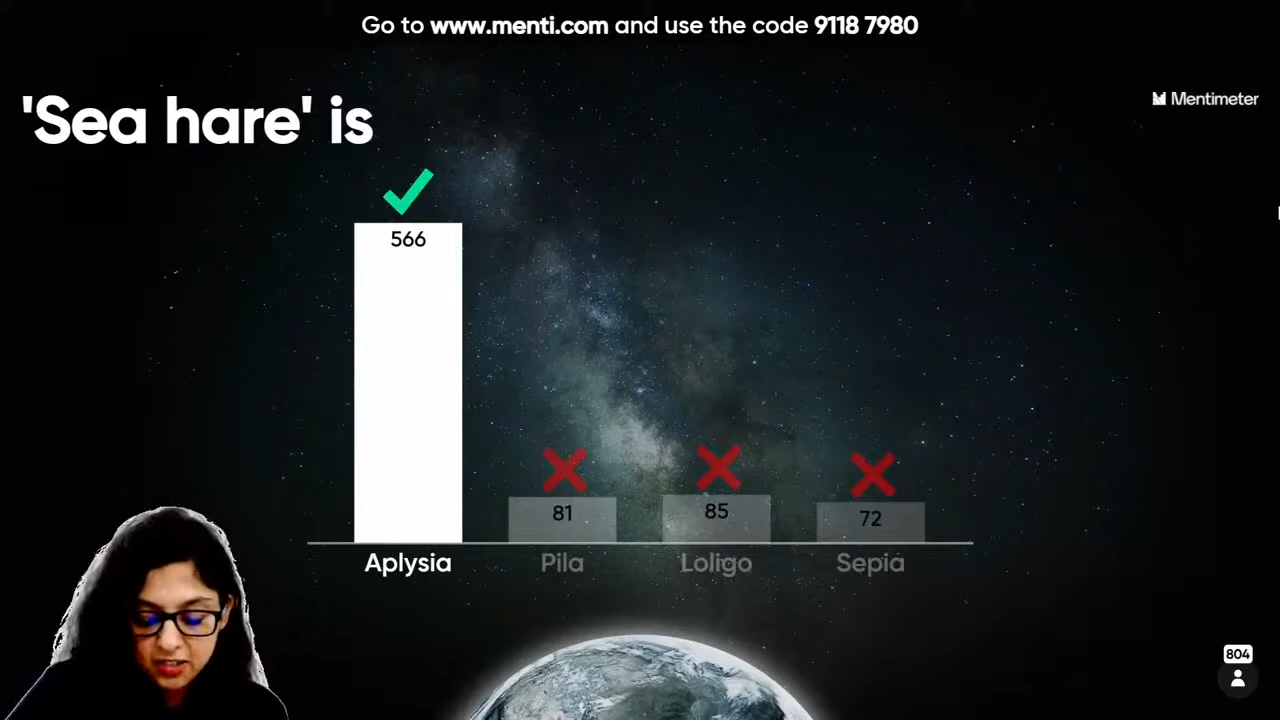 Go to www.menti.com and use the code 9118 7980
Mentimeter
'Sea hare' is
566
81
85
72
Aplysia
Pila
Loligo
Sepia
804